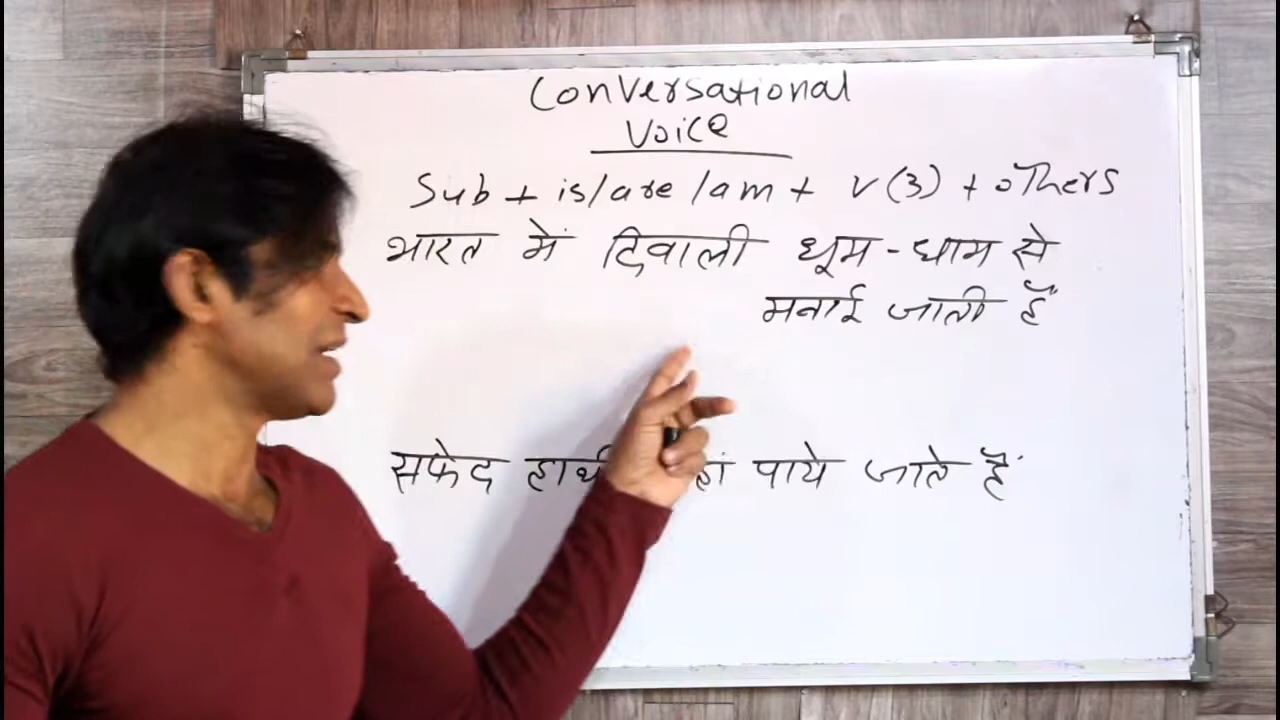 Conversational
Voice
Sub + is/are/am + v(3) + others
भारत में दिवाली धूम-धाम से
मनाई जाती है
सफेद पाये जाते हैं